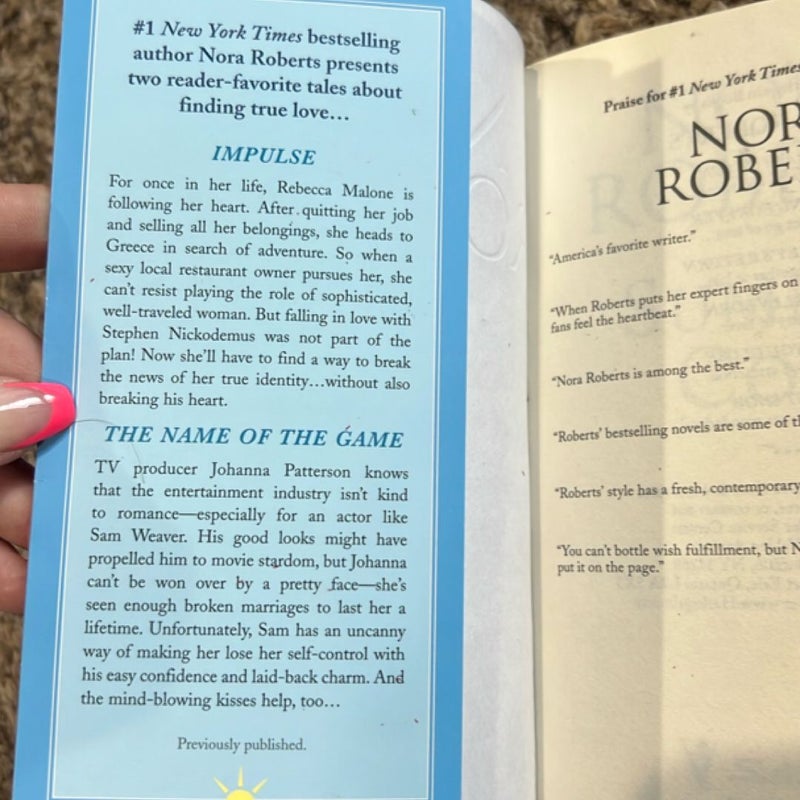 #1 New York Times bestselling
author Nora Roberts presents
two reader-favorite tales about
finding true love…
IMPULSE
For once in her life, Rebecca Malone is
following her heart. After quitting her job
and selling all her belongings, she heads to
Greece in search of adventure. So when a
sexy local restaurant owner pursues her, she
can't resist playing the role of sophisticated,
well-traveled woman. But falling in love with
Stephen Nickodemus was not part of the
plan! Now she'll have to find a way to break
the news of her true identity…without also
breaking his heart.
THE NAME OF THE GAME
TV producer Johanna Patterson knows
that the entertainment industry isn't kind
to romance—especially for an actor like
Sam Weaver. His good looks might have
propelled him to movie stardom, but Johanna
can't be won over by a pretty face—she's
seen enough broken marriages to last her a
lifetime. Unfortunately, Sam has an uncanny
way of making her lose her self-control with
his easy confidence and laid-back charm. And
the mind-blowing kisses help, too…
Previously published.
Praise for #1 New York Times
NOR
ROBE
"America's favorite writer."
"When Roberts puts her expert fingers on
fans feel the heartbeat."
"Nora Roberts is among the best."
"Roberts' bestselling novels are some of th
"Roberts' style has a fresh, contemporary
"You can't bottle wish fulfillment, but N
put it on the page."